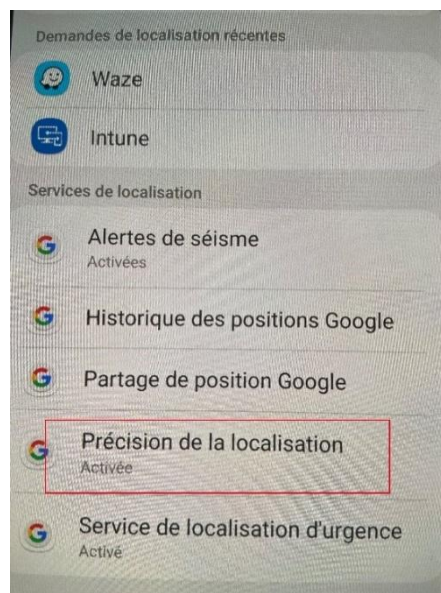 Demandes de localisation récentes
Waze
Intune
Services de localisation
Alertes de séisme
Activées
Historique des positions Google
Partage de position Google
Précision de la localisation
Activée
Service de localisation d'urgence
Activé